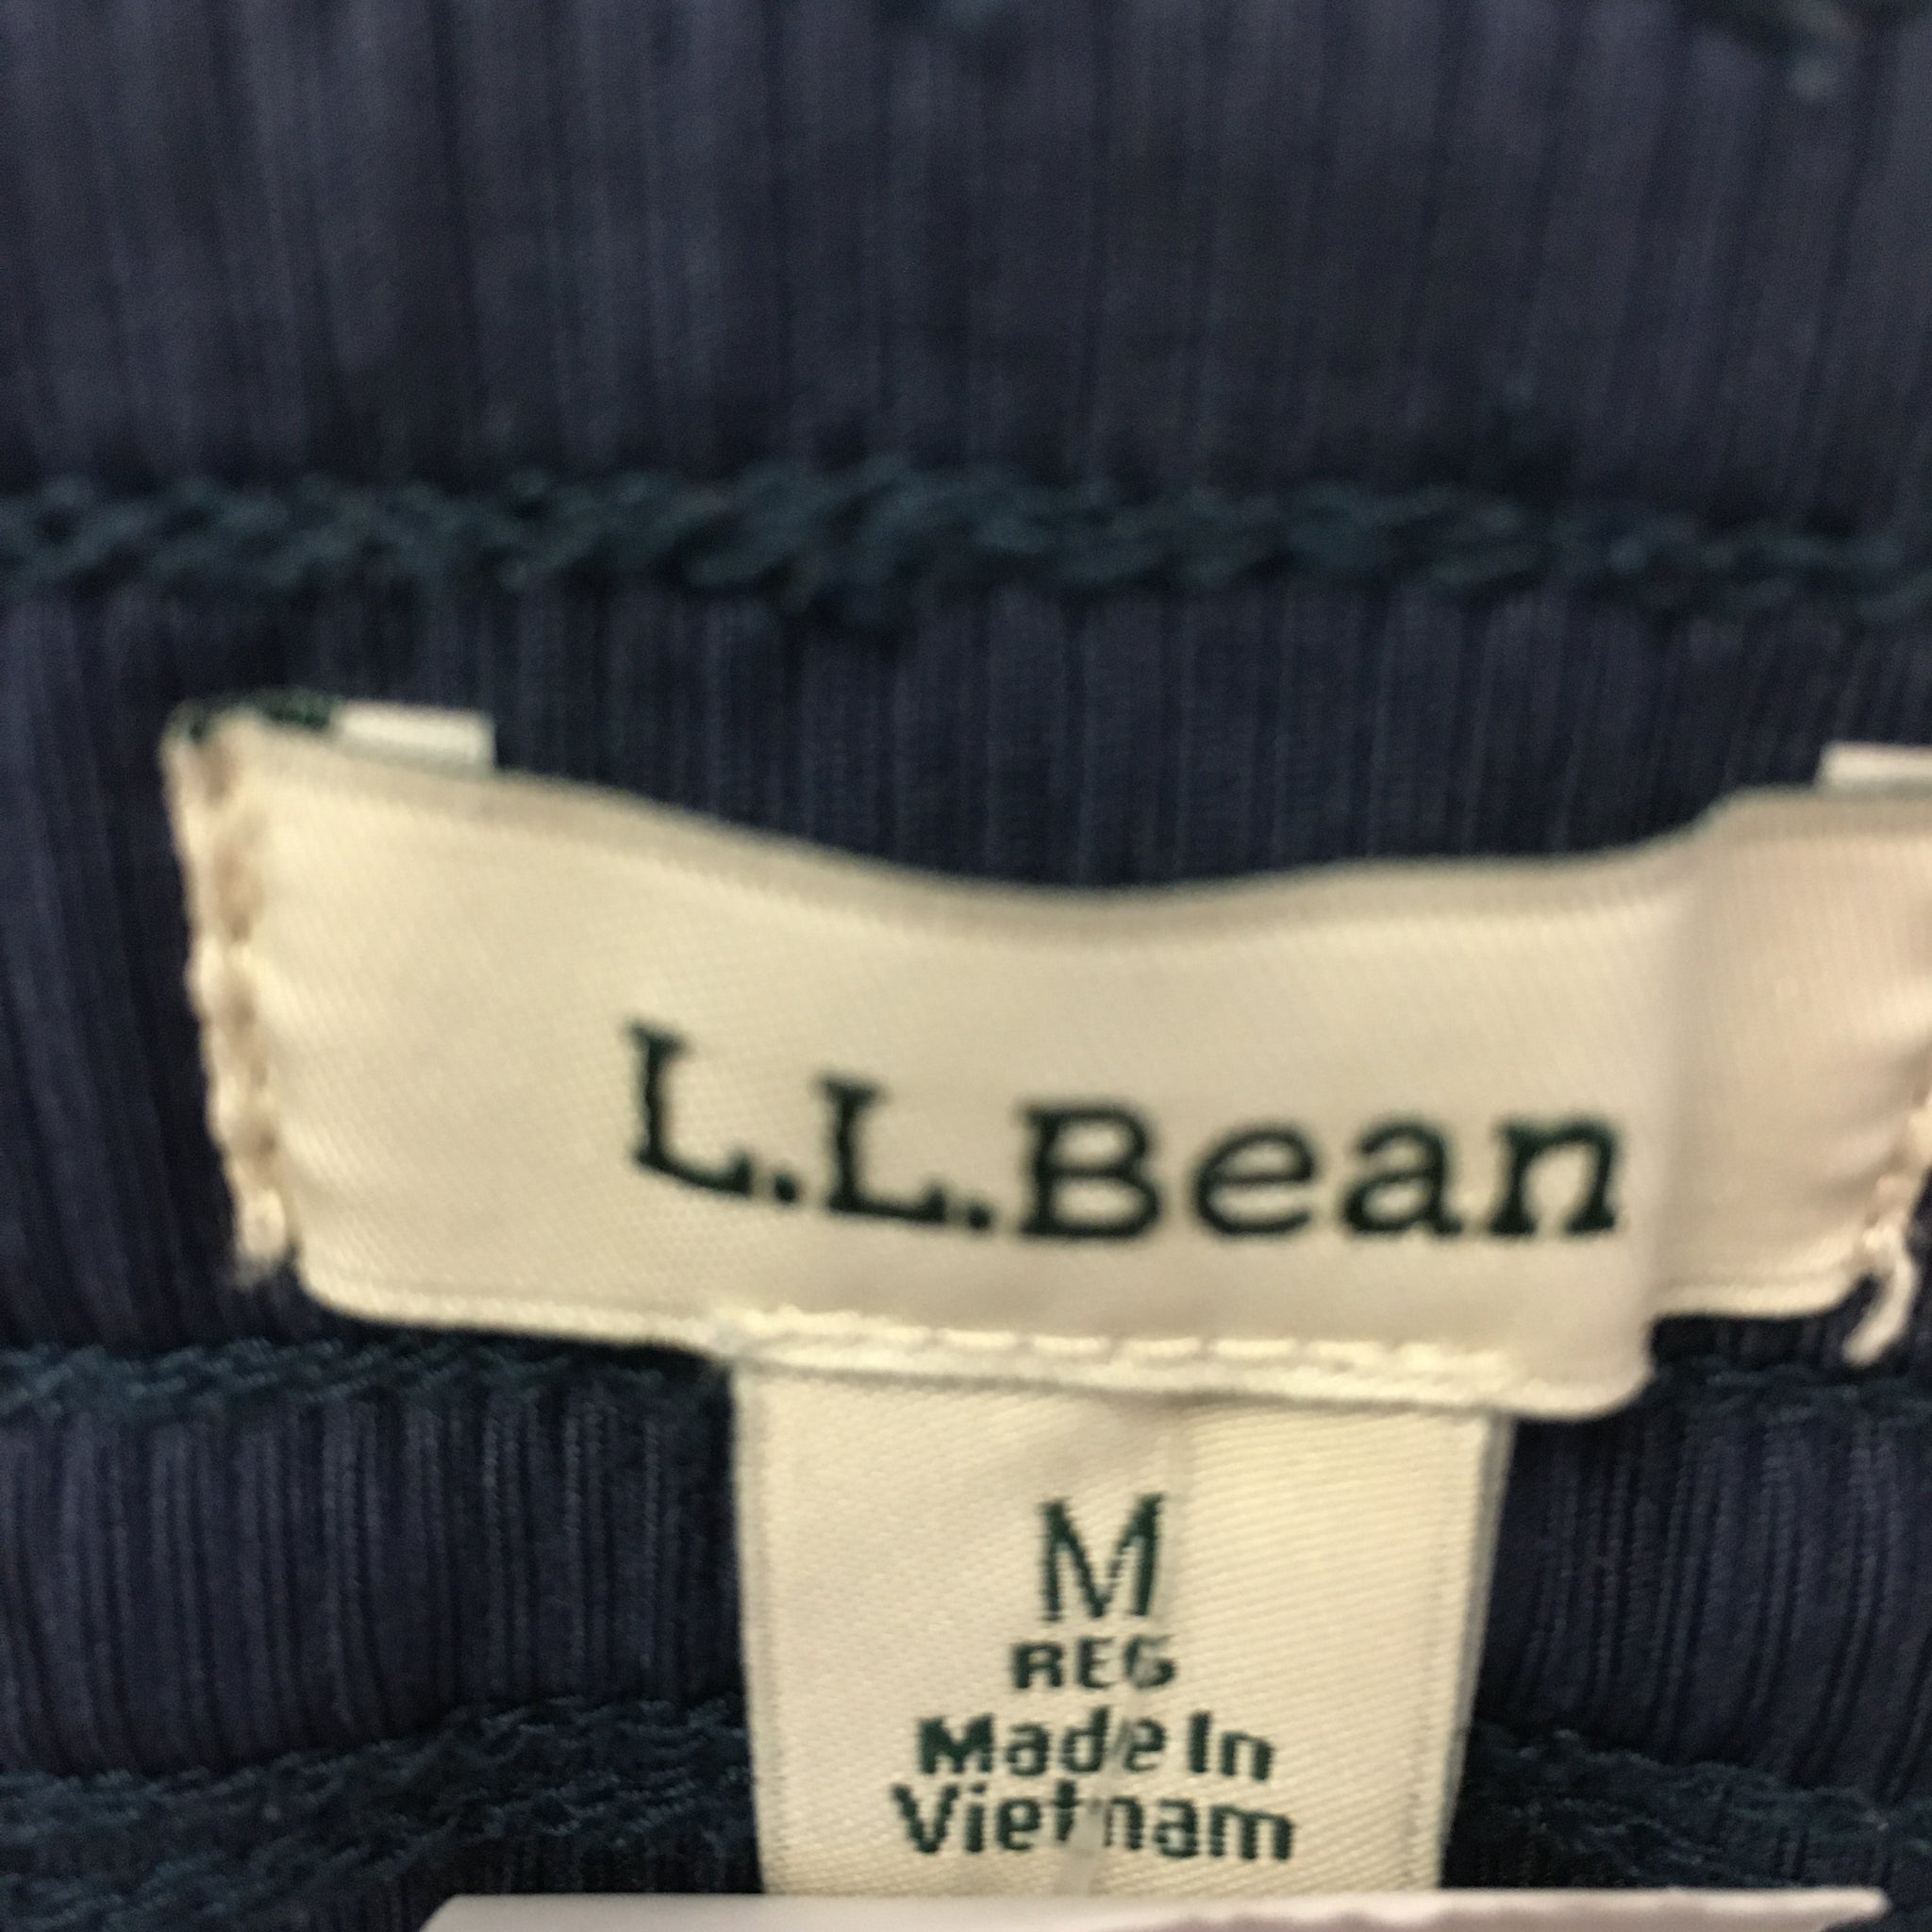 L.L.Bean
M
REG
Made In
Vietnam